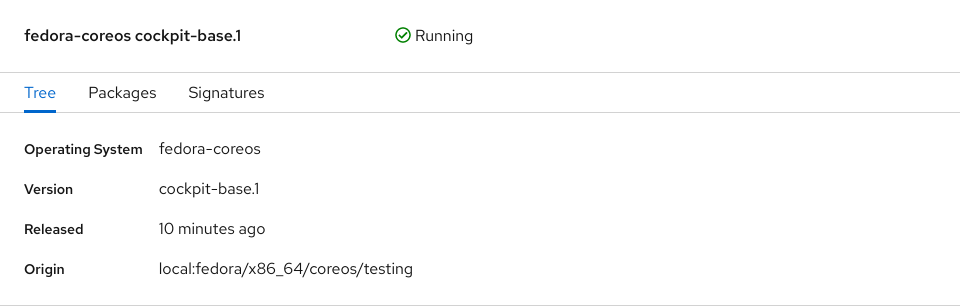 fedora-coreos cockpit-base.1 Running
Tree Packages Signatures
Operating System fedora-coreos
Version cockpit-base.1
Released 10 minutes ago
Origin local:fedora/x86_64/coreos/testing